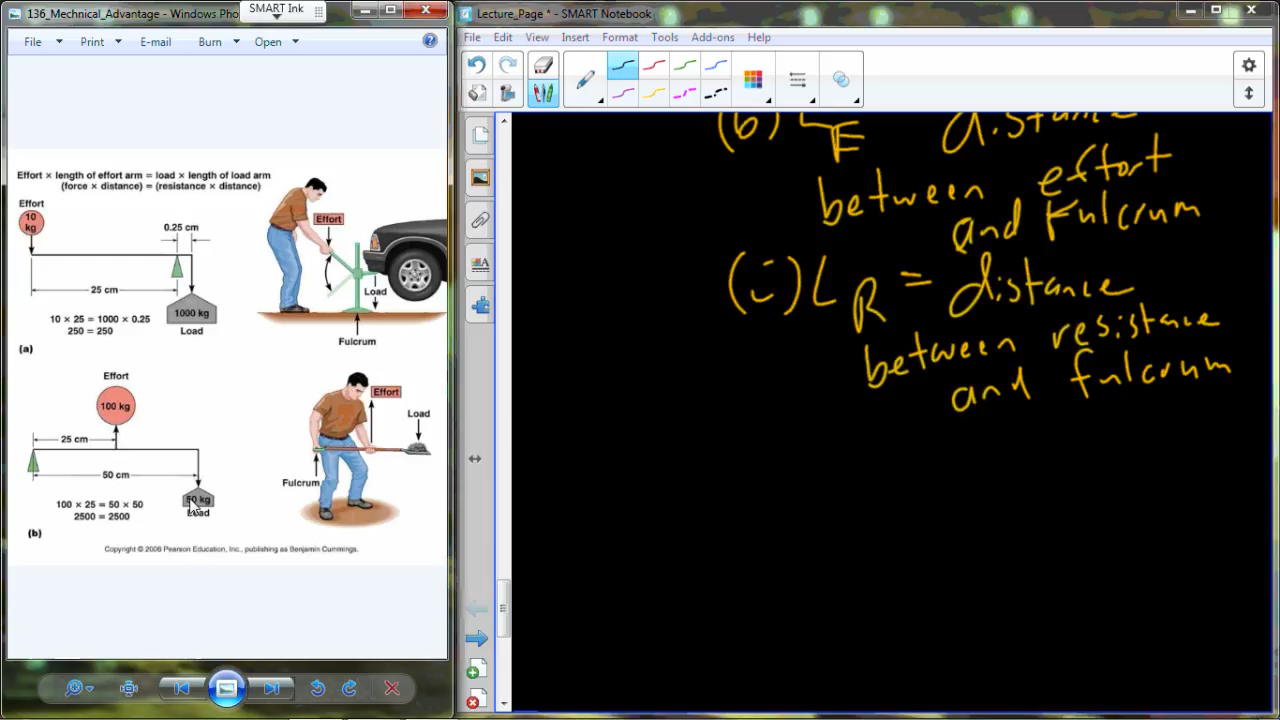 136_Mechnical_Advantage - Windows Pho
SMART Ink
File Print E-mail Burn Open
Effort × length of effort arm = load × length of load arm
(force × distance) = (resistance × distance)
Effort
10
kg
0.25 cm
25 cm
1000 kg
Load
10 × 25 = 1000 × 0.25
250 = 250
(a)
Effort
Load
Fulcrum
Effort
100 kg
25 cm
50 cm
50 kg
Load
100 × 25 = 50 × 50
2500 = 2500
(b)
Effort
Load
Fulcrum
Copyright © 2006 Pearson Education, Inc., publishing as Benjamin Cummings.
Lecture_Page * - SMART Notebook
File Edit View Insert Format Tools Add-ons Help
(b) L E distance
between effort
and Fulcrum
(c) L R = distance
between resistance
and fulcrum